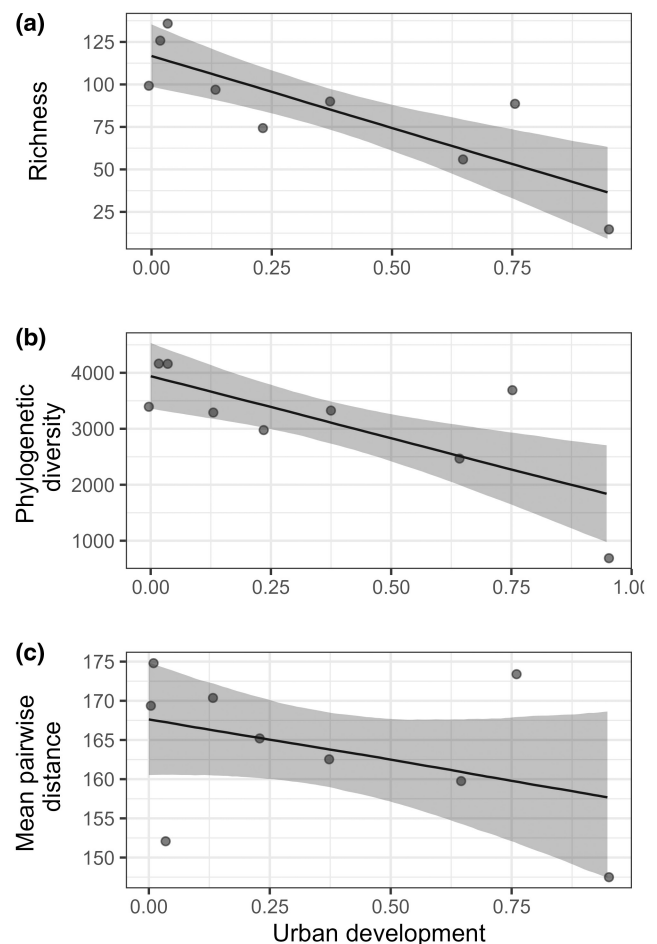 (a)
Richness
125
100
75
50
25
0.00 0.25 0.50 0.75
(b)
Phylogenetic
diversity
4000
3000
2000
1000
0.00 0.25 0.50 0.75 1.00
(c)
Mean pairwise
distance
175
170
165
160
155
150
0.00 0.25 0.50 0.75
Urban development